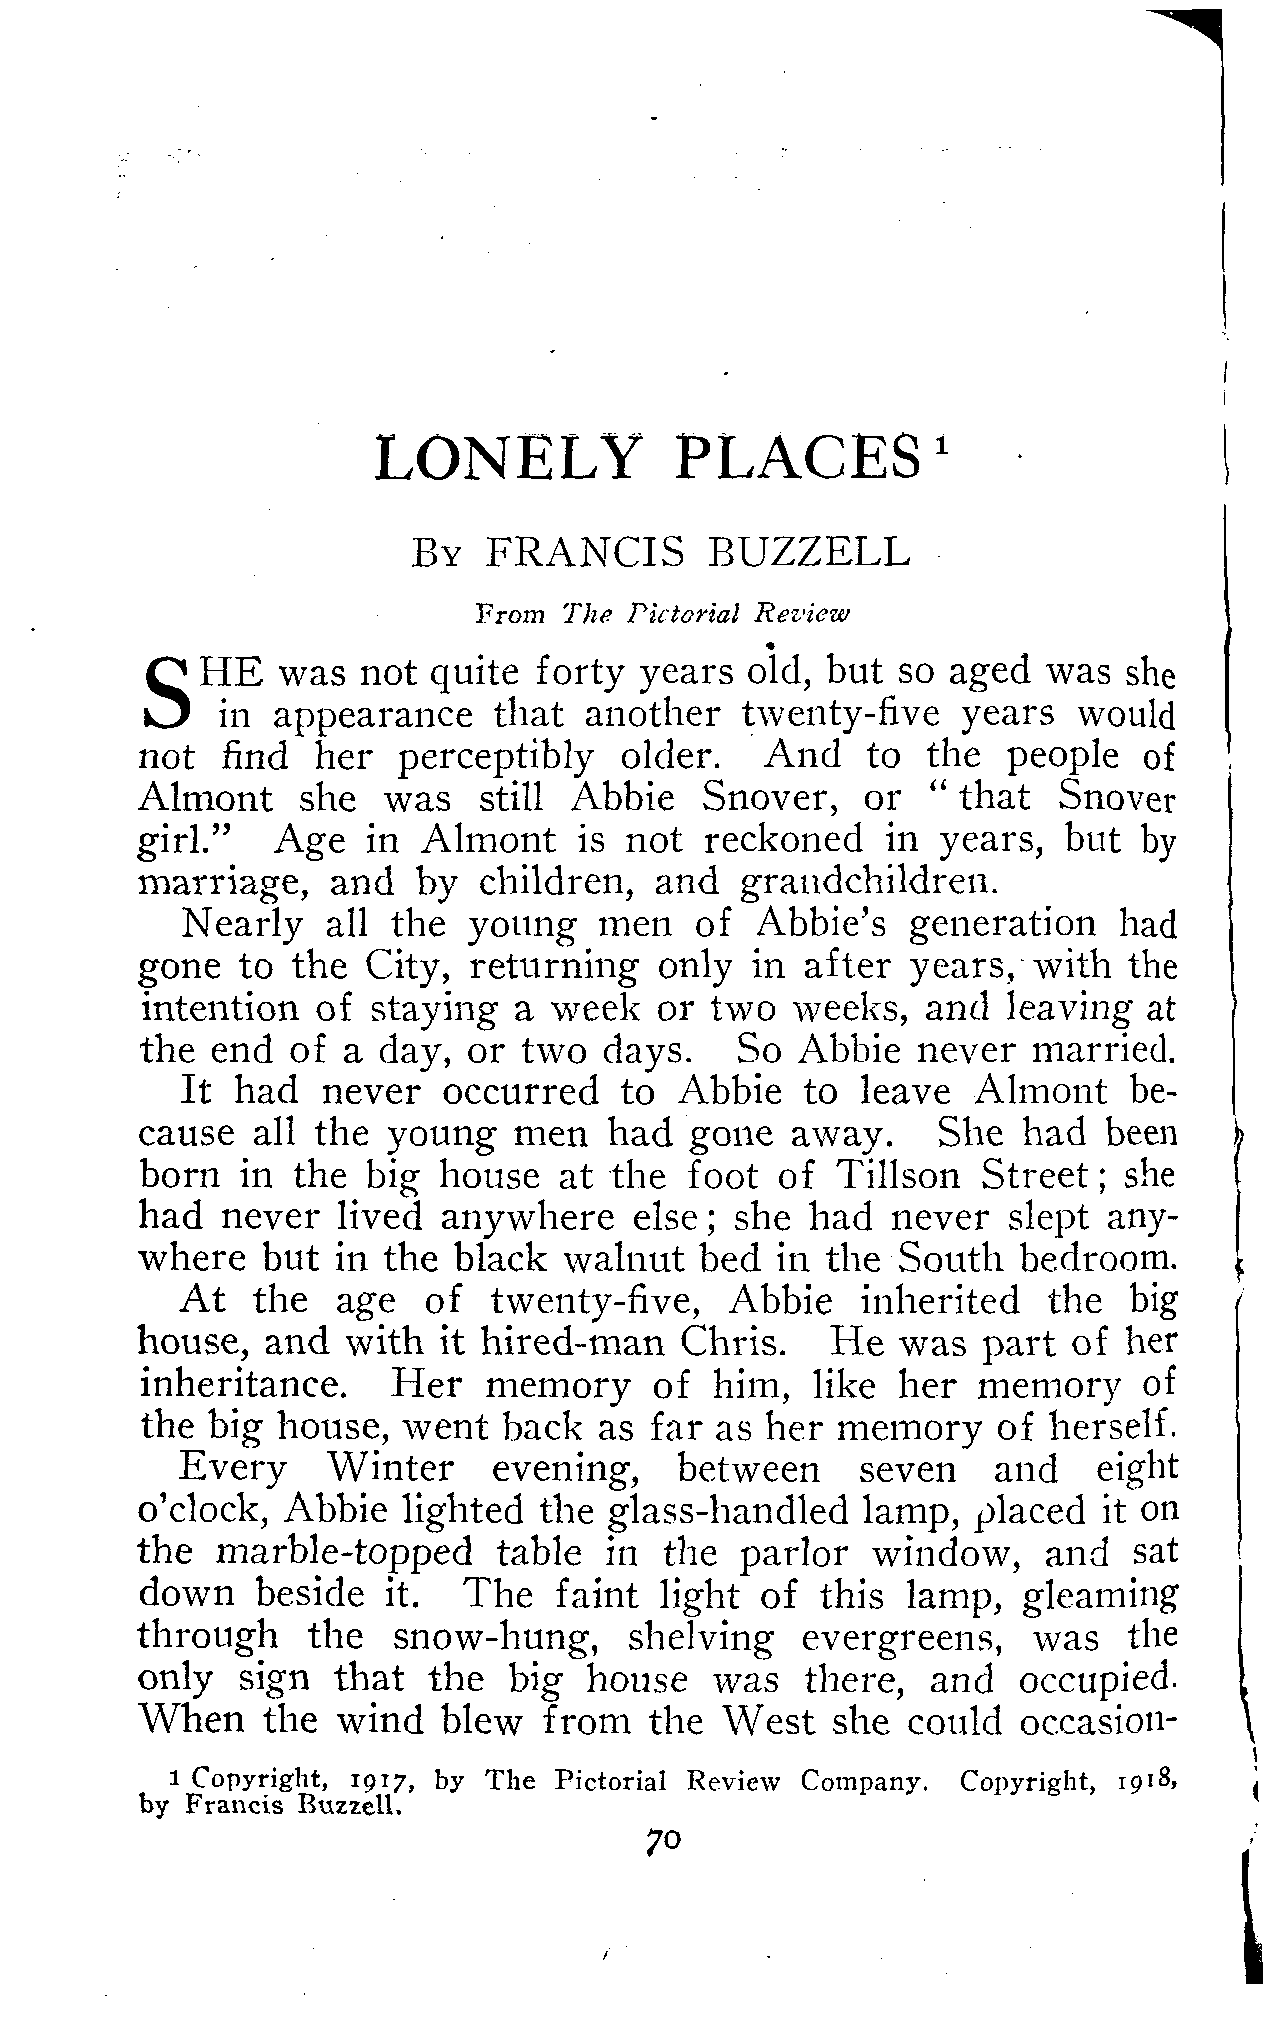 LONELY PLACES¹
By FRANCIS BUZZELL
From The Pictorial Review
SHE was not quite forty years old, but so aged was she
in appearance that another twenty-five years would
not find her perceptibly older. And to the people of
Almont she was still Abbie Snover, or “ that Snover
girl.” Age in Almont is not reckoned in years, but by
marriage, and by children, and grandchildren.
Nearly all the young men of Abbie’s generation had
gone to the City, returning only in after years, with the
intention of staying a week or two weeks, and leaving at
the end of a day, or two days. So Abbie never married.
It had never occurred to Abbie to leave Almont be-
cause all the young men had gone away. She had been
born in the big house at the foot of Tillson Street; she
had never lived anywhere else; she had never slept any-
where but in the black walnut bed in the South bedroom.
At the age of twenty-five, Abbie inherited the big
house, and with it hired-man Chris. He was part of her
inheritance. Her memory of him, like her memory of
the big house, went back as far as her memory of herself.
Every Winter evening, between seven and eight
o’clock, Abbie lighted the glass-handled lamp, placed it on
the marble-topped table in the parlor window, and sat
down beside it. The faint light of this lamp, gleaming
through the snow-hung, shelving evergreens, was the
only sign that the big house was there, and occupied.
When the wind blew from the West she could occasion-
1 Copyright, 1917, by The Pictorial Review Company. Copyright, 1918,
by Francis Buzzell.
70